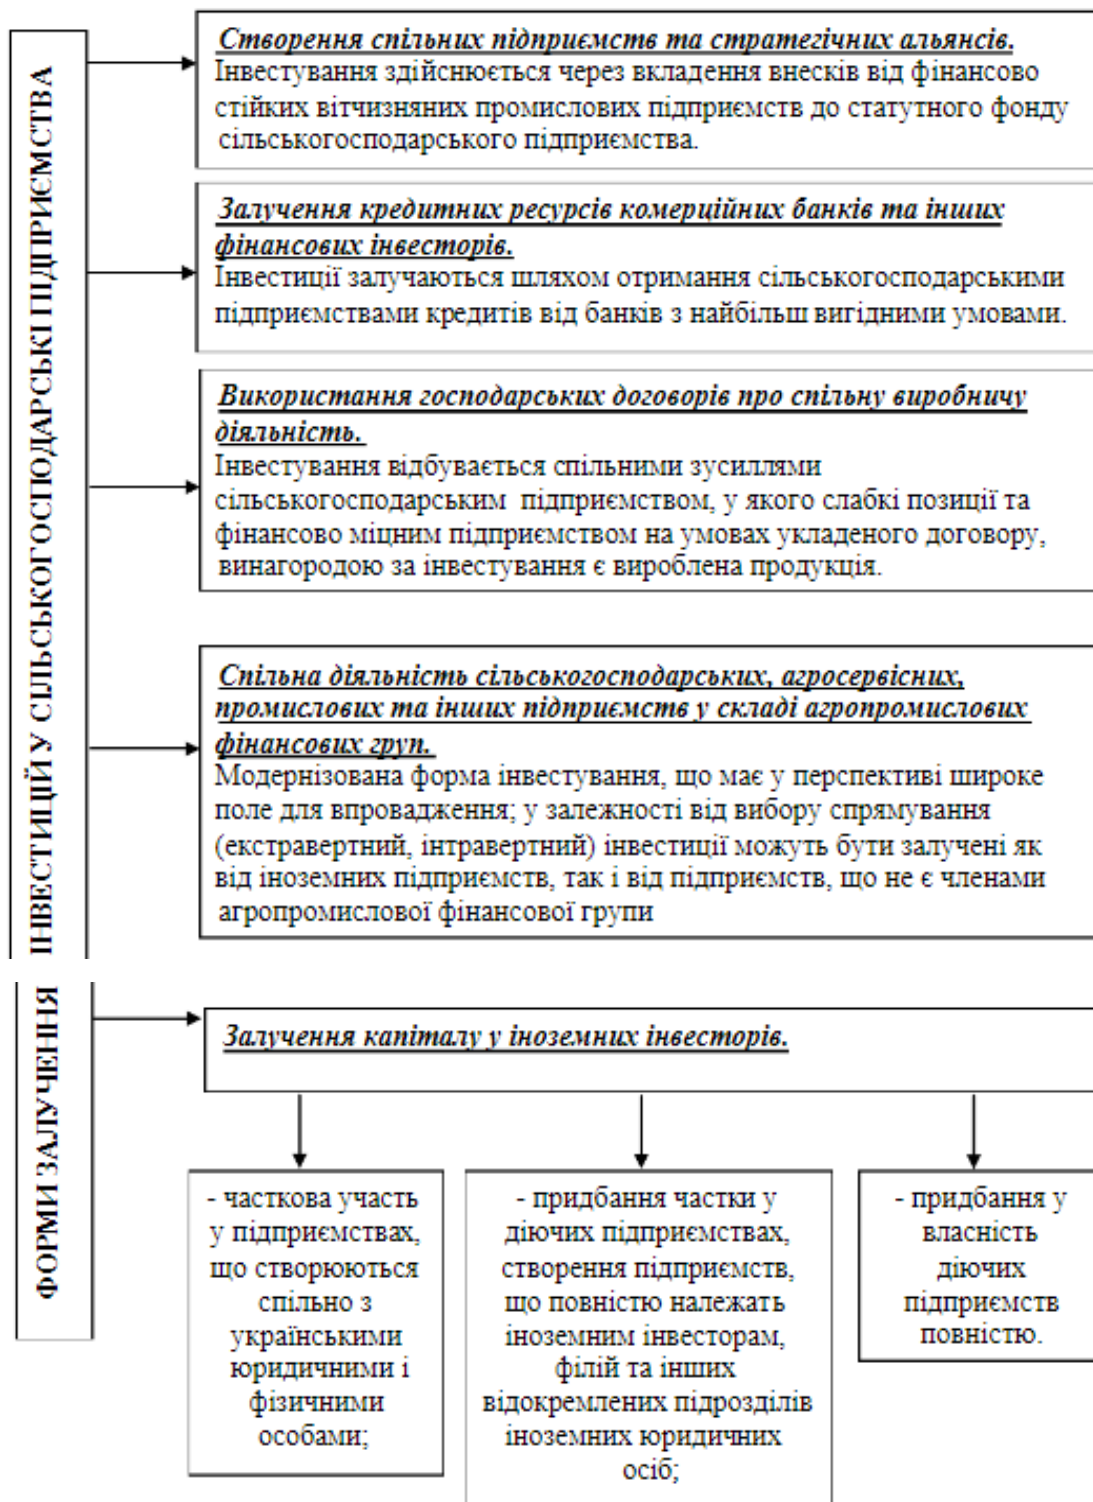 ФОРМИ ЗАЛУЧЕННЯ ІНВЕСТИЦІЙ У СІЛЬСЬКОГОСПОДАРСЬКІ ПІДПРИЄМСТВА
Створення спільних підприємств та стратегічних альянсів.
Інвестування здійснюється через вкладення внесків від фінансово
стійких вітчизняних промислових підприємств до статутного фонду
сільськогосподарського підприємства.
Залучення кредитних ресурсів комерційних банків та інших
фінансових інвесторів.
Інвестиції залучаються шляхом отримання сільськогосподарськими
підприємствами кредитів від банків з найбільш вигідними умовами.
Використання господарських договорів про спільну виробничу
діяльність.
Інвестування відбувається спільними зусиллями
сільськогосподарським підприємством, у якого слабкі позиції та
фінансово міцним підприємством на умовах укладеного договору,
винагородою за інвестування є вироблена продукція.
Спільна діяльність сільськогосподарських, агросервісних,
промислових та інших підприємств у складі агропромислових
фінансових груп.
Модернізована форма інвестування, що має у перспективі широке
поле для впровадження; у залежності від вибору спрямування
(екстравертний, інтравертний) інвестиції можуть бути залучені як
від іноземних підприємств, так і від підприємств, що не є членами
агропромислової фінансової групи
Залучення капіталу у іноземних інвесторів.
- часткова участь
у підприємствах,
що створюються
спільно з
українськими
юридичними і
фізичними
особами;
- придбання частки у
діючих підприємствах,
створення підприємств,
що повністю належать
іноземним інвесторам,
філій та інших
відокремлених підрозділів
іноземних юридичних
осіб;
- придбання у
власність
діючих
підприємств
повністю.